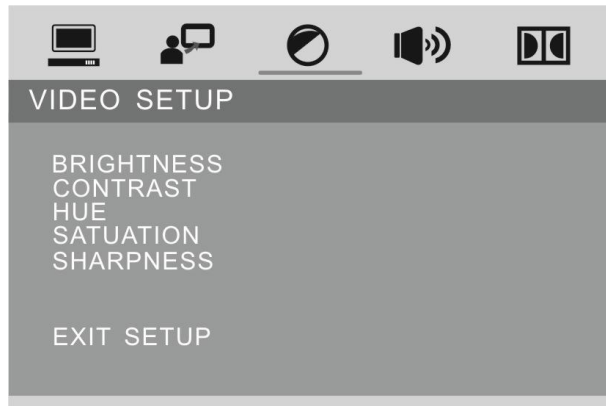 VIDEO SETUP
BRIGHTNESS
CONTRAST
HUE
SATUATION
SHARPNESS
EXIT SETUP